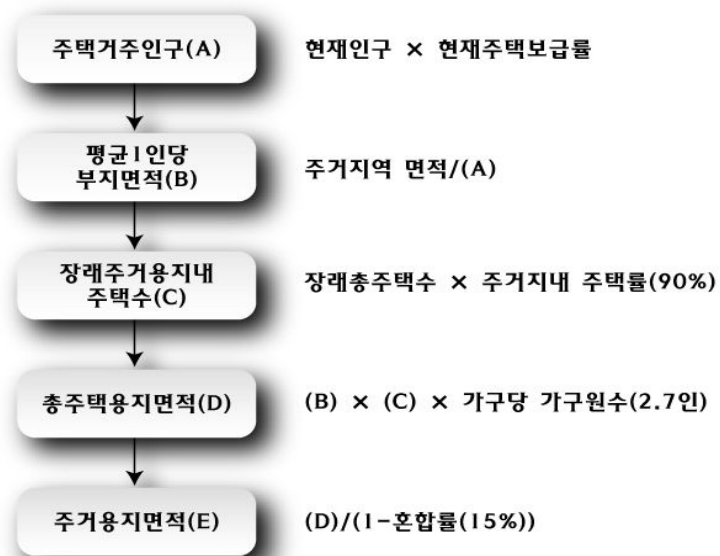 주택거주인구(A)
현재인구 × 현재주택보급률
평균1인당
부지면적(B)
주거지역 면적/(A)
장래주거용지내
주택수(C)
장래총주택수 × 주거지내 주택률(90%)
총주택용지면적(D)
(B) × (C) × 가구당 가구원수(2.7인)
주거용지면적(E)
(D)/(1-혼합률(15%))